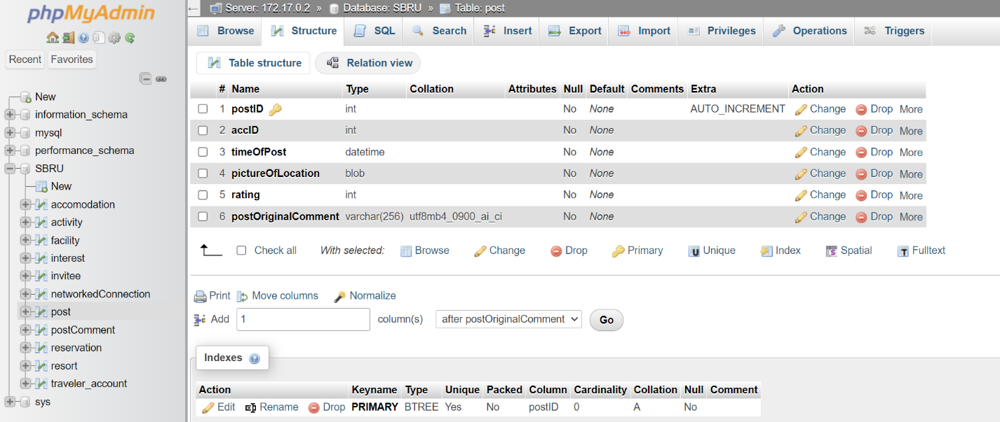 phpMyAdmin
Recent Favorites
New
information_schema
mysql
performance_schema
SBRU
New
accomodation
activity
facility
interest
invitee
networkedConnection
post
postComment
reservation
resort
traveler_account
sys
← Server: 172.17.0.2 » Database: SBRU » Table: post
Browse Structure SQL Search Insert Export Import Privileges Operations Triggers
Table structure Relation view
# Name Type Collation Attributes Null Default Comments Extra Action
1 postID int No None AUTO_INCREMENT Change Drop More
2 accID int No None Change Drop More
3 timeOfPost datetime No None Change Drop More
4 pictureOfLocation blob No None Change Drop More
5 rating int No None Change Drop More
6 postOriginalComment varchar(256) utf8mb4_0900_ai_ci No None Change Drop More
Check all With selected: Browse Change Drop Primary Unique Index Spatial Fulltext
Print Move columns Normalize
Add 1 column(s) after postOriginalComment Go
Indexes
Action Keyname Type Unique Packed Column Cardinality Collation Null Comment
Edit Rename Drop PRIMARY BTREE Yes No postID 0 A No